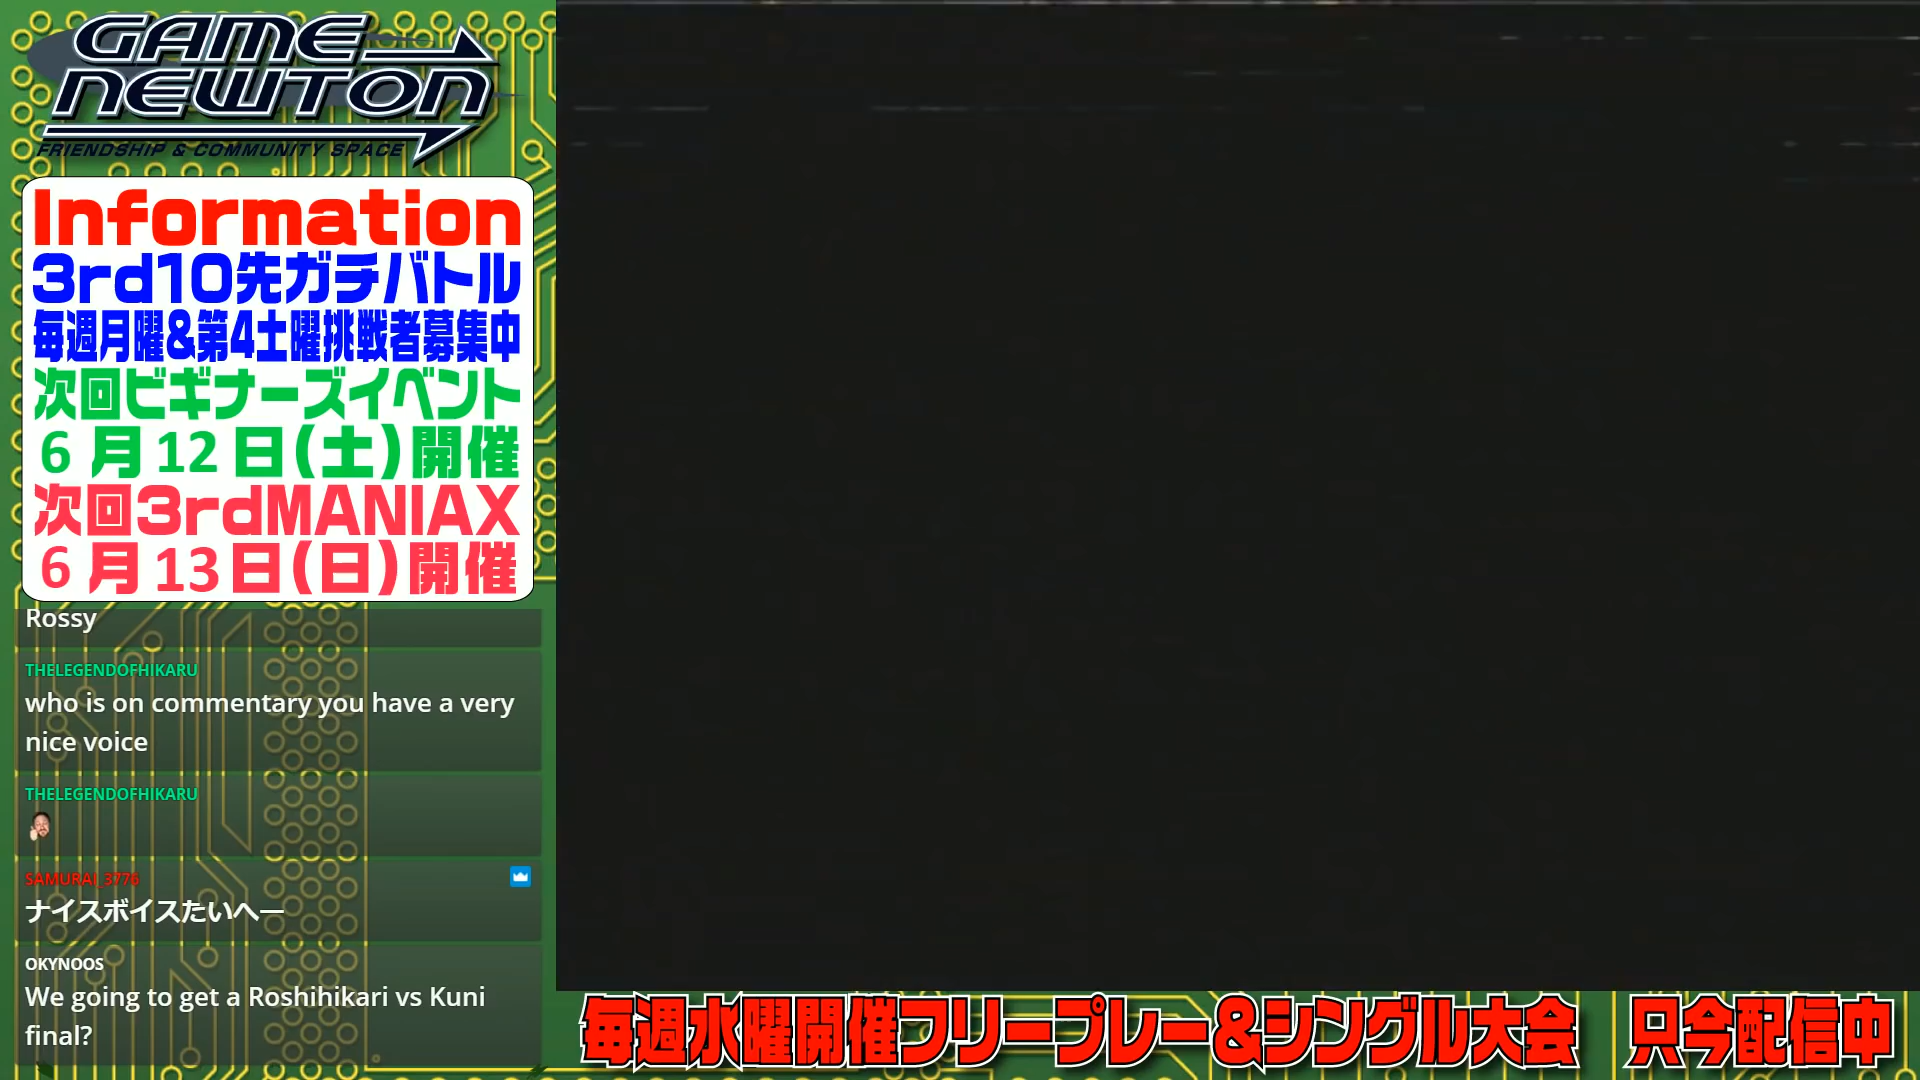 GAME
NEWTON
FRIENDSHIP & COMMUNITY SPACE
Information
3rd10先ガチバトル
毎週月曜&第4土曜挑戦者募集中
次回ビギナーズイベント
6月12日(土)開催
次回3rdMANIAX
6月13日(日)開催
Rossy
THELEGENDOFHIKARU
who is on commentary you have a very
nice voice
THELEGENDOFHIKARU
SAMURAI_3776
ナイスボイスたいへー
OKYNOOS
We going to get a Roshihikari vs Kuni
final?
毎週水曜開催フリープレー&シングル大会 只今配信中